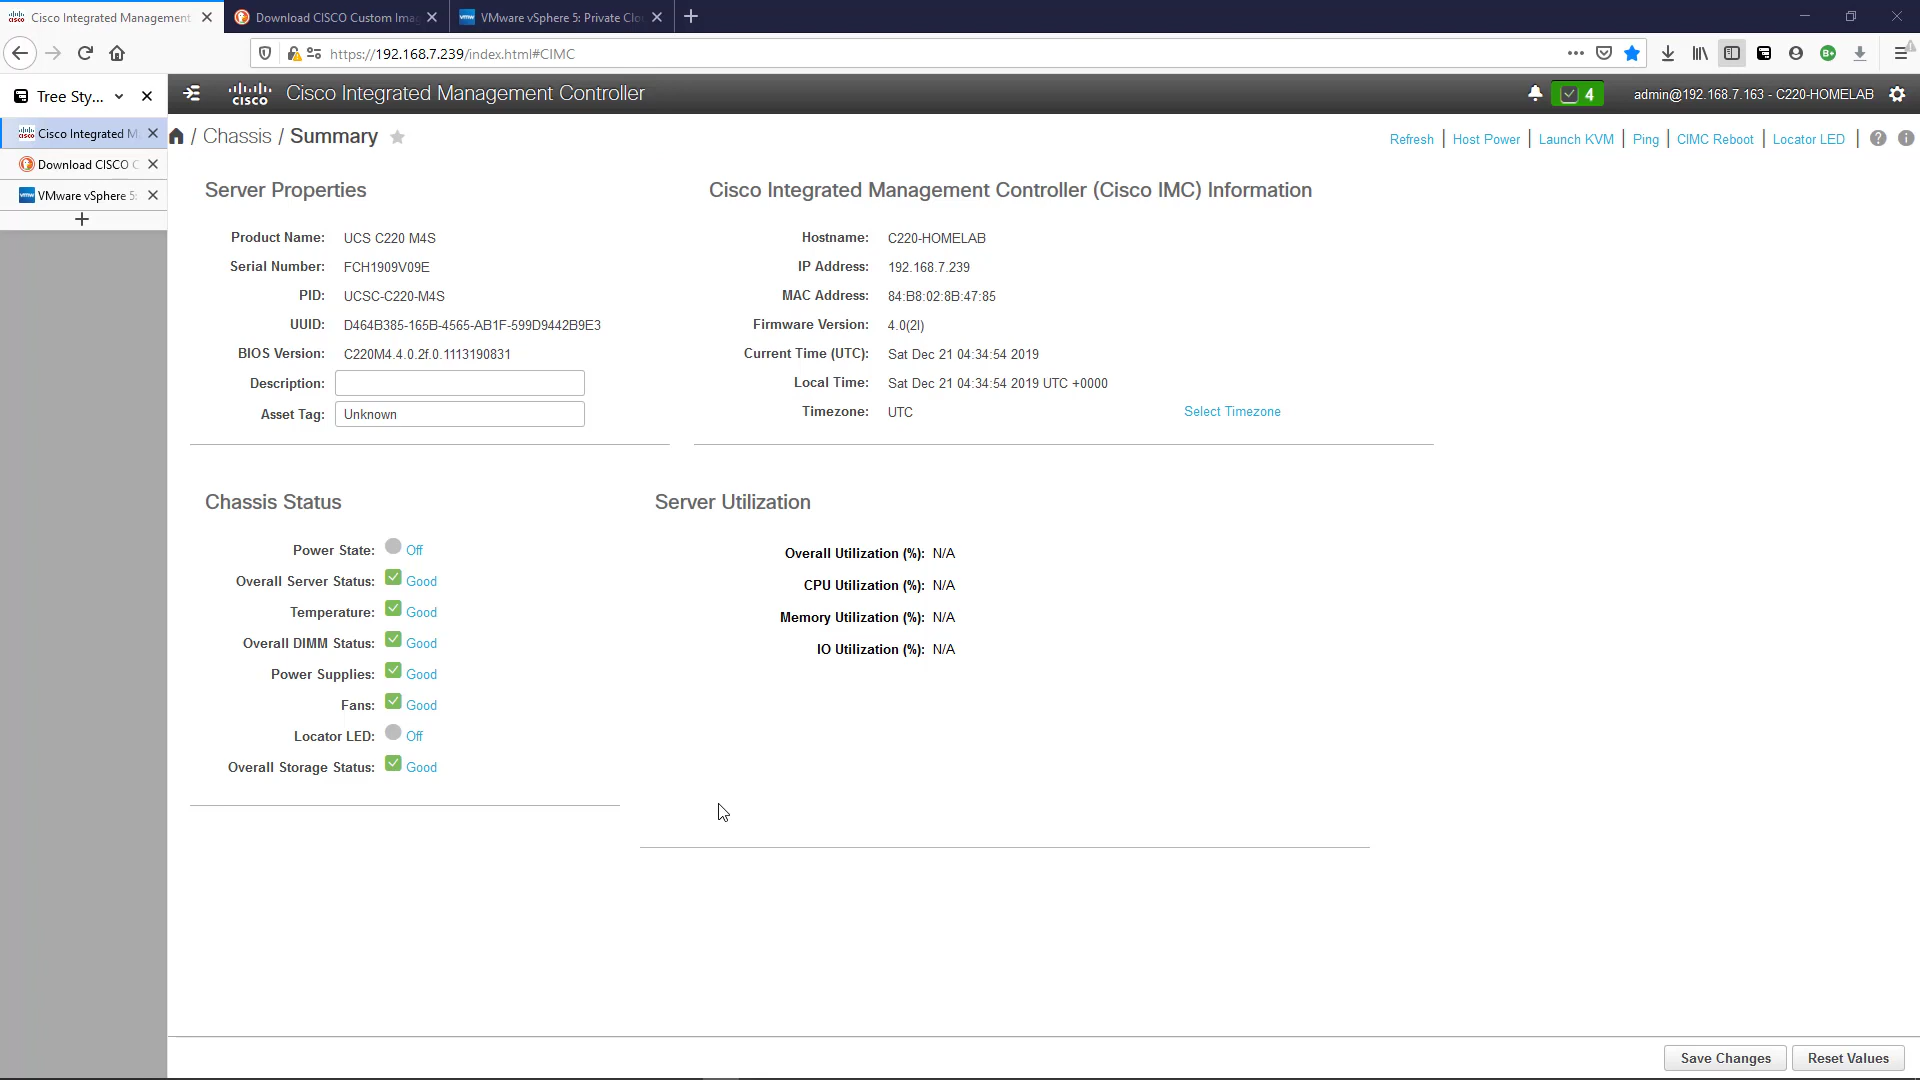 Cisco Integrated Management
Download CISCO Custom Imag
VMware vSphere 5: Private Clo
https://192.168.7.239/index.html#CIMC
Tree Sty...
cisco
Cisco Integrated Management Controller
4
admin@192.168.7.163 - C220-HOMELAB
Cisco Integrated M
Download CISCO C
VMware vSphere 5:
/ Chassis / Summary
Refresh | Host Power | Launch KVM | Ping | CIMC Reboot | Locator LED |
Server Properties
Product Name: UCS C220 M4S
Serial Number: FCH1909V09E
PID: UCSC-C220-M4S
UUID: D464B385-165B-4565-AB1F-599D9442B9E3
BIOS Version: C220M4.4.0.2f.0.1113190831
Description:
Asset Tag: Unknown
Cisco Integrated Management Controller (Cisco IMC) Information
Hostname: C220-HOMELAB
IP Address: 192.168.7.239
MAC Address: 84:B8:02:8B:47:85
Firmware Version: 4.0(2l)
Current Time (UTC): Sat Dec 21 04:34:54 2019
Local Time: Sat Dec 21 04:34:54 2019 UTC +0000
Timezone: UTC Select Timezone
Chassis Status
Power State: Off
Overall Server Status: Good
Temperature: Good
Overall DIMM Status: Good
Power Supplies: Good
Fans: Good
Locator LED: Off
Overall Storage Status: Good
Server Utilization
Overall Utilization (%): N/A
CPU Utilization (%): N/A
Memory Utilization (%): N/A
IO Utilization (%): N/A
Save Changes
Reset Values